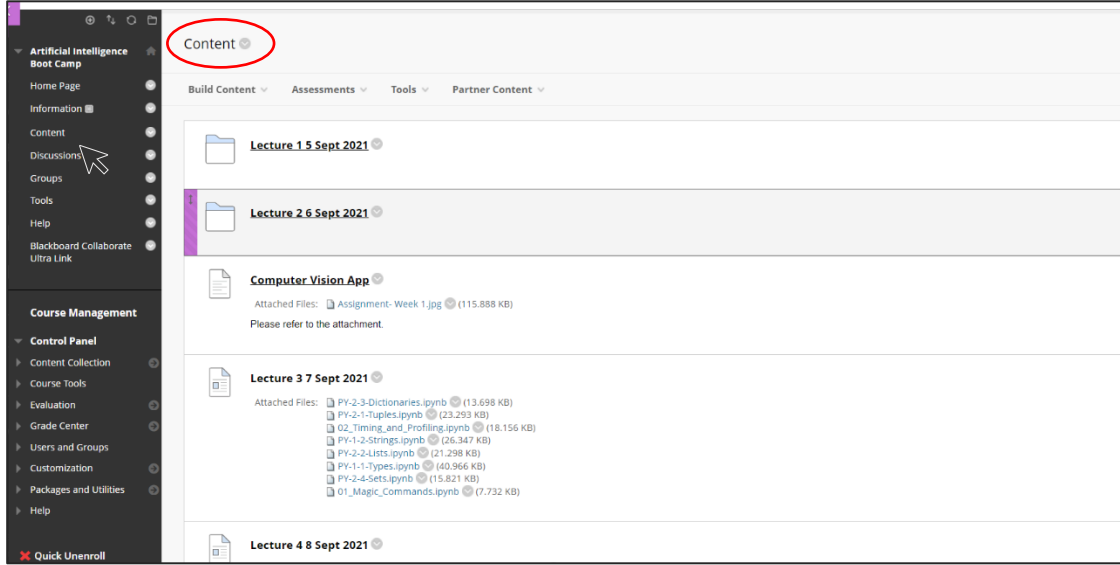 Artificial Intelligence
Boot Camp
Home Page
Information
Content
Discussions
Groups
Tools
Help
Blackboard Collaborate
Ultra Link
Course Management
Control Panel
Content Collection
Course Tools
Evaluation
Grade Center
Users and Groups
Customization
Packages and Utilities
Help
Quick Unenroll
Content
Build Content Assessments Tools Partner Content
Lecture 1 5 Sept 2021
Lecture 2 6 Sept 2021
Computer Vision App
Attached Files: Assignment- Week 1.jpg (115.888 KB)
Please refer to the attachment.
Lecture 3 7 Sept 2021
Attached Files: PY-2-3-Dictionaries.ipynb (13.698 KB)
PY-2-1-Tuples.ipynb (23.293 KB)
02_Timing_and_Profiling.ipynb (18.156 KB)
PY-1-2-Strings.ipynb (26.347 KB)
PY-2-2-Lists.ipynb (21.298 KB)
PY-1-1-Types.ipynb (40.966 KB)
PY-2-4-Sets.ipynb (15.821 KB)
01_Magic_Commands.ipynb (7.732 KB)
Lecture 4 8 Sept 2021